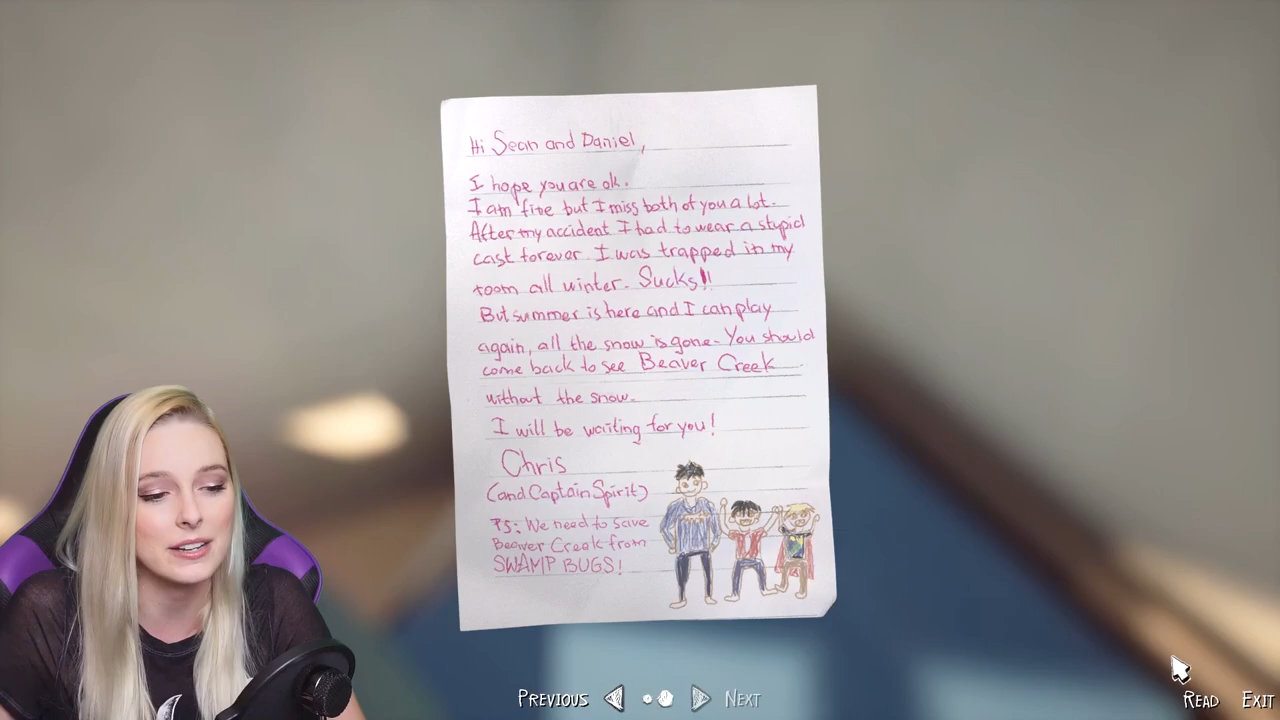 Hi Sean and Daniel,
I hope you are ok.
I am fine but I miss both of you a lot.
After my accident I had to wear a stupid
cast forever. I was trapped in my
room all winter. Sucks!!
But summer is here and I can play
again, all the snow is gone. You should
come back to see Beaver Creek
without the snow.
I will be waiting for you!
Chris
(and Captain Spirit)
PS: We need to save
Beaver Creek from
SWAMP BUGS!
PREVIOUS NEXT
READ EXIT